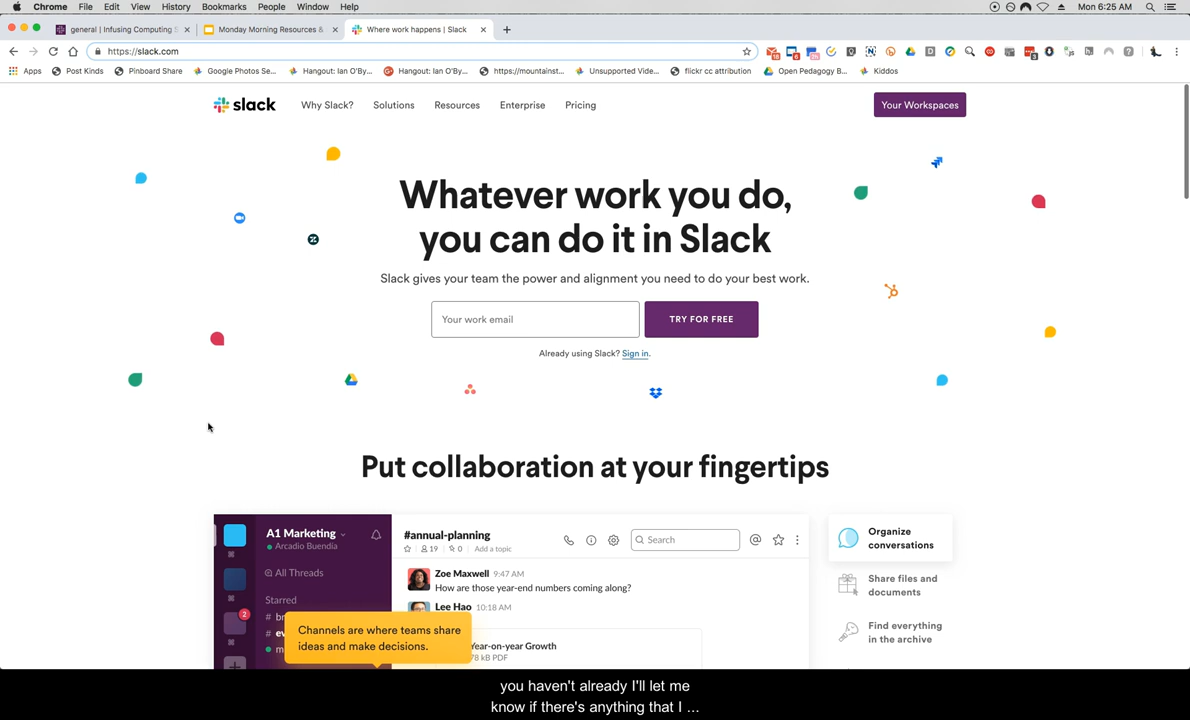 Chrome File Edit View History Bookmarks People Window Help Mon 6:25 AM
general | Infusing Computing Monday Morning Resources & Where work happens | Slack
https://slack.com
Apps Post Kinds Pinboard Share Google Photos Se... Hangout: Ian O'By... Hangout: Ian O'By... https://mountainst... Unsupported Vide... flickr cc attribution Open Pedagogy B... Kiddos
slack Why Slack? Solutions Resources Enterprise Pricing Your Workspaces
Whatever work you do,
you can do it in Slack
Slack gives your team the power and alignment you need to do your best work.
Your work email TRY FOR FREE
Already using Slack? Sign in.
Put collaboration at your fingertips
A1 Marketing
Arcadio Buendia
All Threads
Starred
2
Channels are where teams share
ideas and make decisions.
#annual-planning
19 0 Add a topic
Search
Zoe Maxwell 9:47 AM
How are those year-end numbers coming along?
Lee Hao 10:18 AM
Year-on-year Growth
78 kB PDF
Organize
conversations
Share files and
documents
Find everything
in the archive
you haven't already I'll let me
know if there's anything that I ...